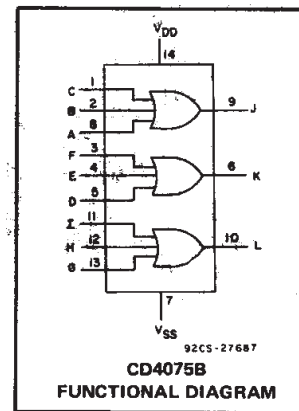 VDD
14
C 1
B 2
A 8
9 J
F 3
E 4
D 5
6 K
I 11
H 12
G 13
10 L
7
VSS
92CS-27687
CD4075B
FUNCTIONAL DIAGRAM